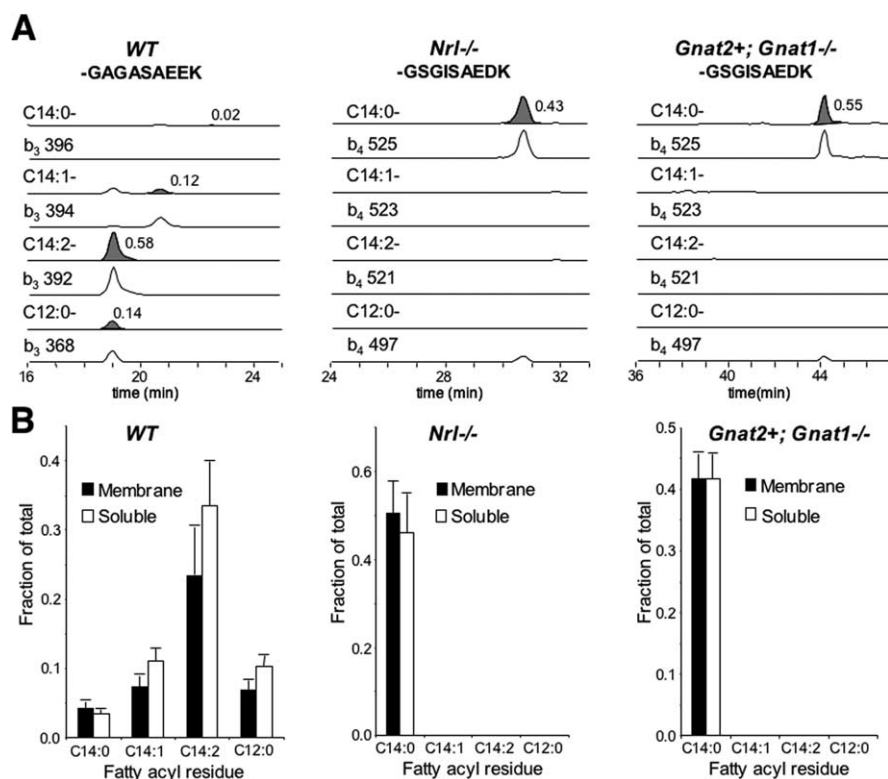 A
WT
-GAGASAEEK
C14:0-
0.02
b3 396
C14:1-
0.12
b3 394
C14:2-
0.58
b3 392
C12:0-
0.14
b3 368
16 20 24
time (min)
Nrl-/-
-GSGISAEDK
C14:0-
0.43
b4 525
C14:1-
b4 523
C14:2-
b4 521
C12:0-
b4 497
24 28 32
time (min)
Gnat2+; Gnat1-/-
-GSGISAEDK
C14:0-
0.55
b4 525
C14:1-
b4 523
C14:2-
b4 521
C12:0-
b4 497
36 40 44
time(min)
B
WT
Membrane
Soluble
Fraction of total
0.4
0.3
0.2
0.1
0.0
C14:0 C14:1 C14:2 C12:0
Fatty acyl residue
Nrl-/-
Membrane
Soluble
Fraction of total
0.6
0.4
0.2
0.0
C14:0 C14:1 C14:2 C12:0
Fatty acyl residue
Gnat2+; Gnat1-/-
Membrane
Soluble
Fraction of total
0.5
0.4
0.3
0.2
0.1
0.0
C14:0 C14:1 C14:2 C12:0
Fatty acyl residue